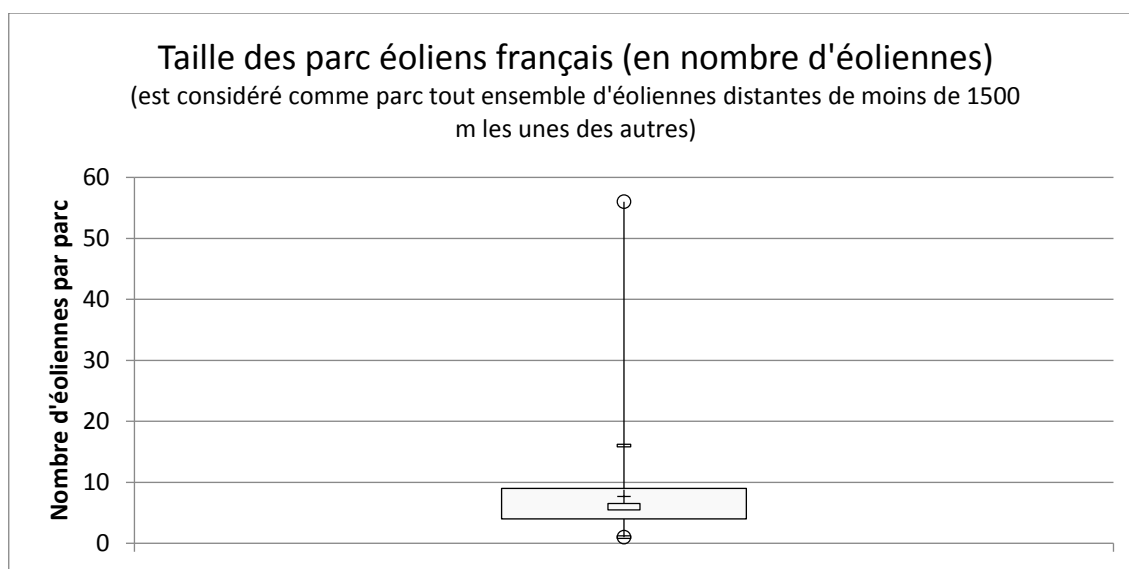 Taille des parc éoliens français (en nombre d'éoliennes)
(est considéré comme parc tout ensemble d'éoliennes distantes de moins de 1500
m les unes des autres)
Nombre d'éoliennes par parc
60
50
40
30
20
10
0